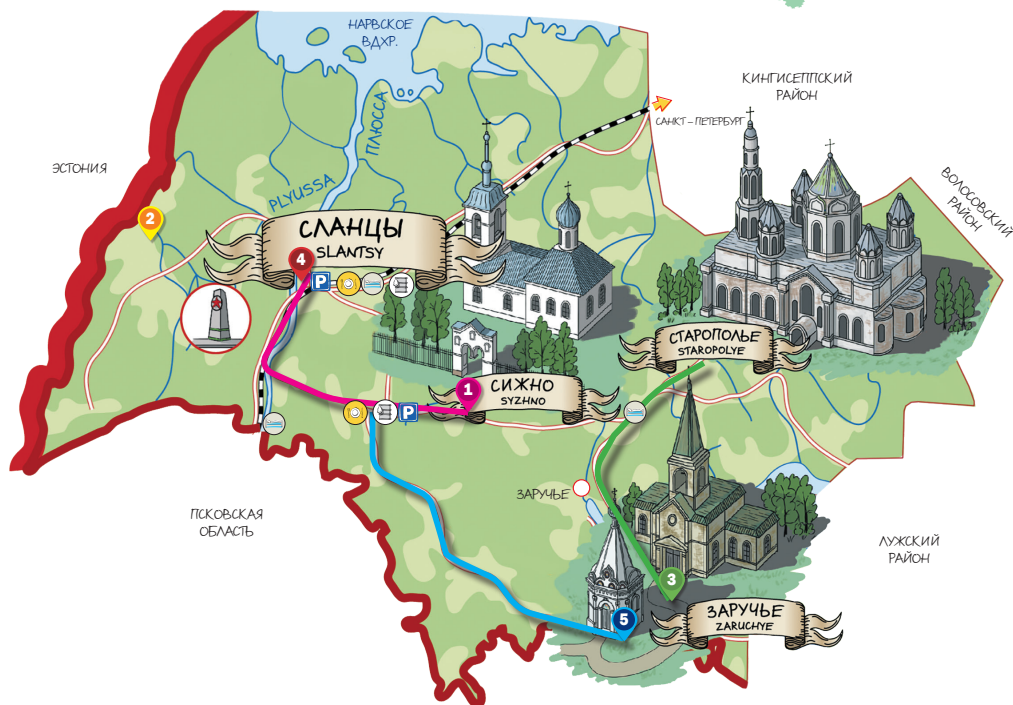 НАРВСКОЕ
ВДХР.
КИНГИСЕППСКИЙ
РАЙОН
САНКТ – ПЕТЕРБУРГ
ПЛЮССА
PLYUSSA
ЭСТОНИЯ
ВОЛОСОВСКИЙ
РАЙОН
2
СЛАНЦЫ
SLANTSY
4
P
СТАРОПОЛЬЕ
STAROPOLYE
1
СИЖНО
SYZHNO
P
ЗАРУЧЬЕ
ПСКОВСКАЯ
ОБЛАСТЬ
ЛУЖСКИЙ
РАЙОН
3
5
ЗАРУЧЬЕ
ZARUCHYE